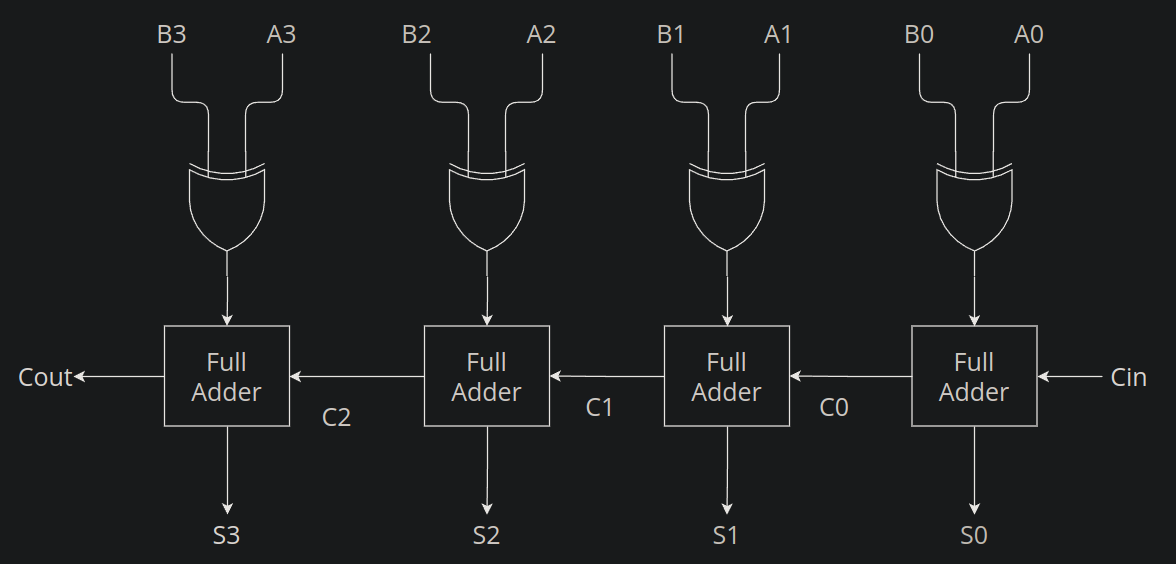 B3
A3
B2
A2
B1
A1
B0
A0
Full
Adder
Full
Adder
Full
Adder
Full
Adder
Cout
Cin
C2
C1
C0
S3
S2
S1
S0